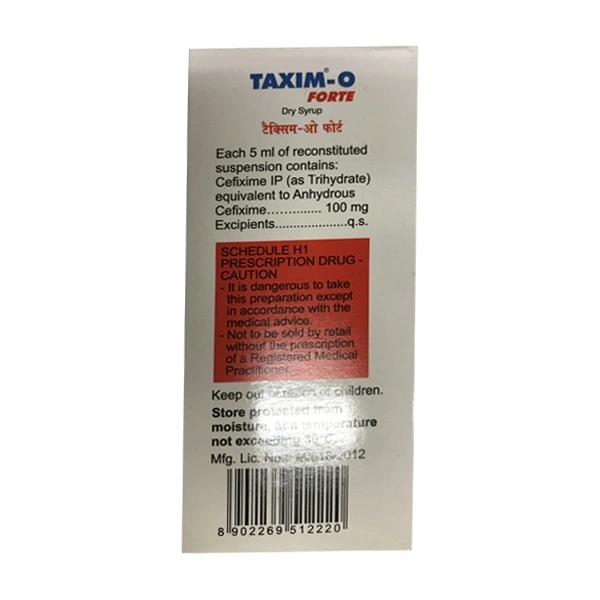 TAXIM®-O
FORTE
Dry Syrup
टैक्सिम-ओ फोर्ट
Each 5 ml of reconstituted
suspension contains:
Cefixime IP (as Trihydrate)
equivalent to Anhydrous
Cefixime.............. 100 mg
Excipients.....................q.s.
SCHEDULE H1
PRESCRIPTION DRUG -
CAUTION
- It is dangerous to take
this preparation except
in accordance with the
medical advice.
- Not to be sold by retail
without the prescription
of a Registered Medical
Practitioner.
Keep out of reach of children.
Store protected from
moisture, at a temperature
not exceeding 30°C.
Mfg. Lic. No.:
8 902269 512220